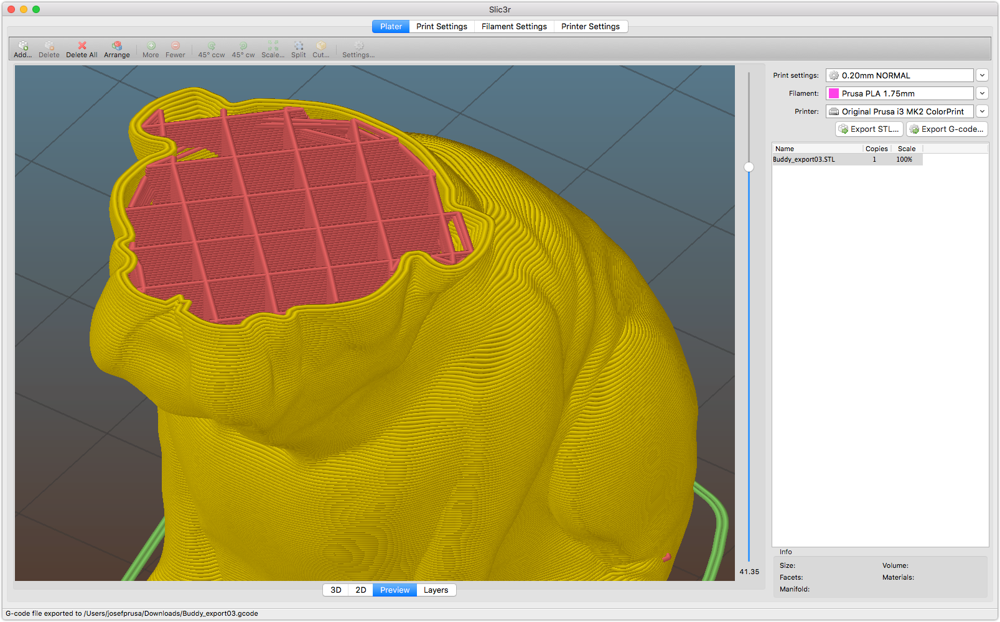 Slic3r
Plater Print Settings Filament Settings Printer Settings
Add... Delete Delete All Arrange More Fewer 45° ccw 45° cw Scale... Split Cut... Settings...
Print settings: 0.20mm NORMAL
Filament: Prusa PLA 1.75mm
Printer: Original Prusa i3 MK2 ColorPrint
Export STL... Export G-code...
Name Copies Scale
Buddy_export03.STL 1 100%
Info
Size: Volume:
Facets: Materials:
Manifold:
41.35
3D 2D Preview Layers
G-code file exported to /Users/josefprusa/Downloads/Buddy_export03.gcode